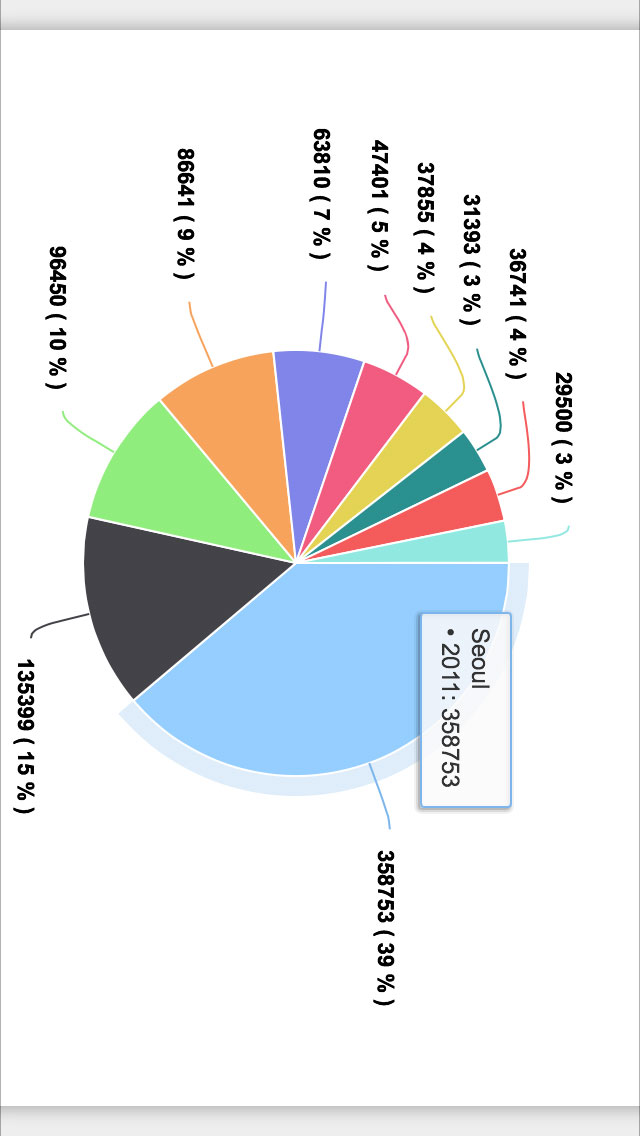 29500 ( 3 % )
36741 ( 4 % )
31393 ( 3 % )
37855 ( 4 % )
47401 ( 5 % )
63810 ( 7 % )
86641 ( 9 % )
96450 ( 10 % )
Seoul
• 2011: 358753
358753 ( 39 % )
135399 ( 15 % )